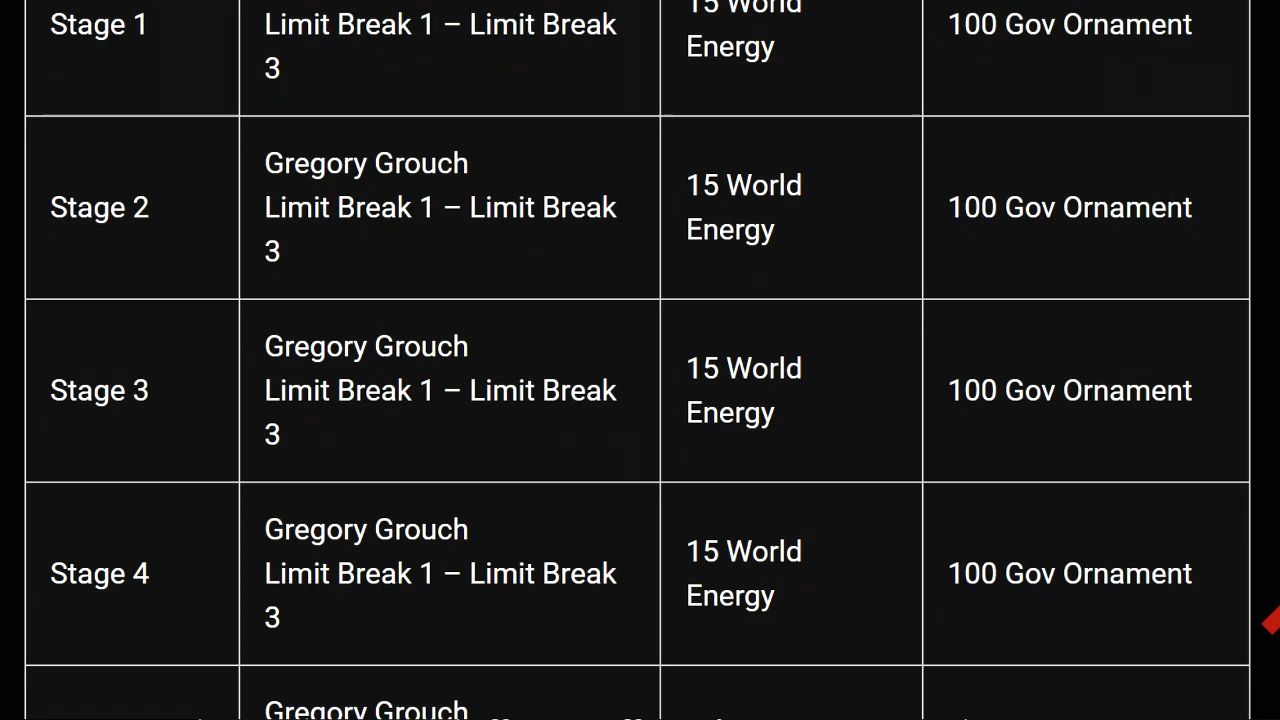 Stage 1
Limit Break 1 – Limit Break
3
15 World
Energy
100 Gov Ornament
Stage 2
Gregory Grouch
Limit Break 1 – Limit Break
3
15 World
Energy
100 Gov Ornament
Stage 3
Gregory Grouch
Limit Break 1 – Limit Break
3
15 World
Energy
100 Gov Ornament
Stage 4
Gregory Grouch
Limit Break 1 – Limit Break
3
15 World
Energy
100 Gov Ornament
Gregory Grouch